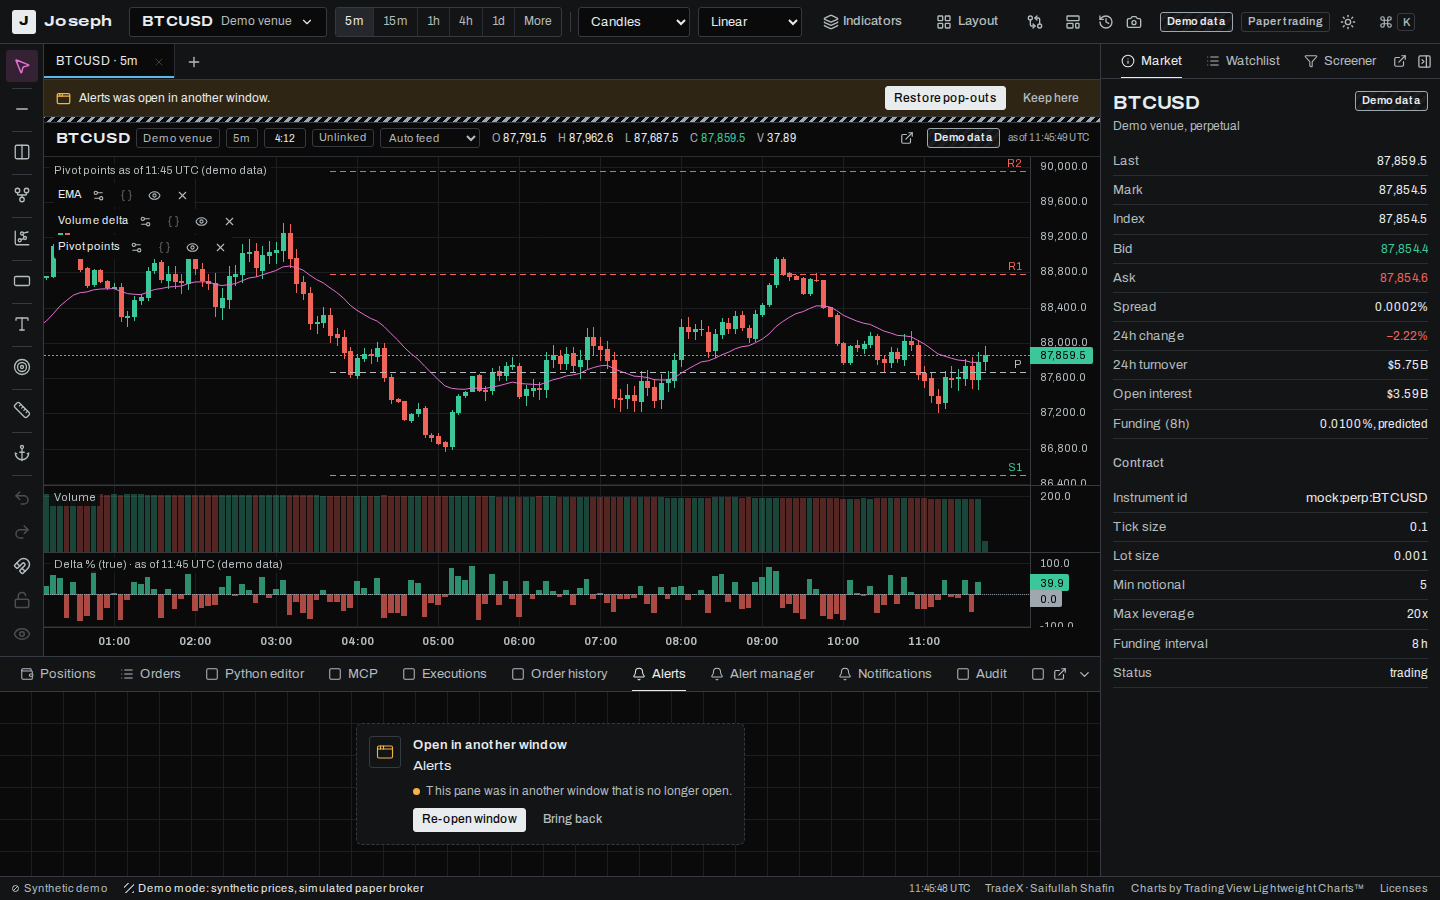 J Joseph BTCUSD Demo venue 5m 15m 1h 4h 1d More Candles Linear Indicators Layout Demo data Paper trading ⌘ K
BTCUSD · 5m
Alerts was open in another window. Restore pop-outs Keep here
BTCUSD Demo venue 5m 4:12 Unlinked Auto feed O 87,791.5 H 87,962.6 L 87,687.5 C 87,859.5 V 37.89 Demo data as of 11:45:49 UTC
Pivot points as of 11:45 UTC (demo data)
EMA
Volume delta
Pivot points
R2
R1
P
S1
90,000.0
89,600.0
89,200.0
88,800.0
88,400.0
88,000.0
87,859.5
87,600.0
87,200.0
86,800.0
86,400.0
Volume
200.0
Delta % (true) · as of 11:45 UTC (demo data)
100.0
39.9
0.0
-100.0
01:00 02:00 03:00 04:00 05:00 06:00 07:00 08:00 09:00 10:00 11:00
Positions Orders Python editor MCP Executions Order history Alerts Alert manager Notifications Audit
Open in another window
Alerts
This pane was in another window that is no longer open.
Re-open window Bring back
Market Watchlist Screener
BTCUSD Demo data
Demo venue, perpetual
Last 87,859.5
Mark 87,854.5
Index 87,854.5
Bid 87,854.4
Ask 87,854.6
Spread 0.0002%
24h change −2.22%
24h turnover $5.75B
Open interest $3.59B
Funding (8h) 0.0100%, predicted
Contract
Instrument id mock:perp:BTCUSD
Tick size 0.1
Lot size 0.001
Min notional 5
Max leverage 20x
Funding interval 8h
Status trading
Synthetic demo Demo mode: synthetic prices, simulated paper broker 11:45:48 UTC TradeX · Saifullah Shafin Charts by TradingView Lightweight Charts™ Licenses